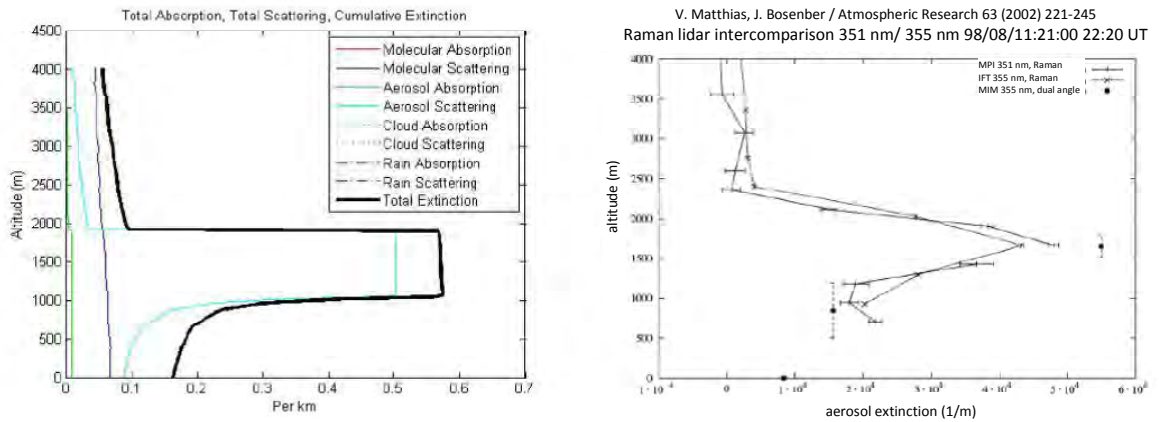 Total Absorption, Total Scattering, Cumulative Extinction
4500
4000
3500
3000
2500
2000
1500
1000
500
0
Altitude (m)
Molecular Absorption
Molecular Scattering
Aerosol Absorption
Aerosol Scattering
Cloud Absorption
Cloud Scattering
Rain Absorption
Rain Scattering
Total Extinction
0 0.1 0.2 0.3 0.4 0.5 0.6 0.7
Per km
V. Matthias, J. Bosenber / Atmospheric Research 63 (2002) 221-245
Raman lidar intercomparison 351 nm/ 355 nm 98/08/11:21:00 22:20 UT
MPI 351 nm, Raman
IFT 355 nm, Raman
MIM 355 nm, dual angle
4000
3500
3000
2500
2000
1500
1000
500
0
altitude (m)
0
aerosol extinction (1/m)